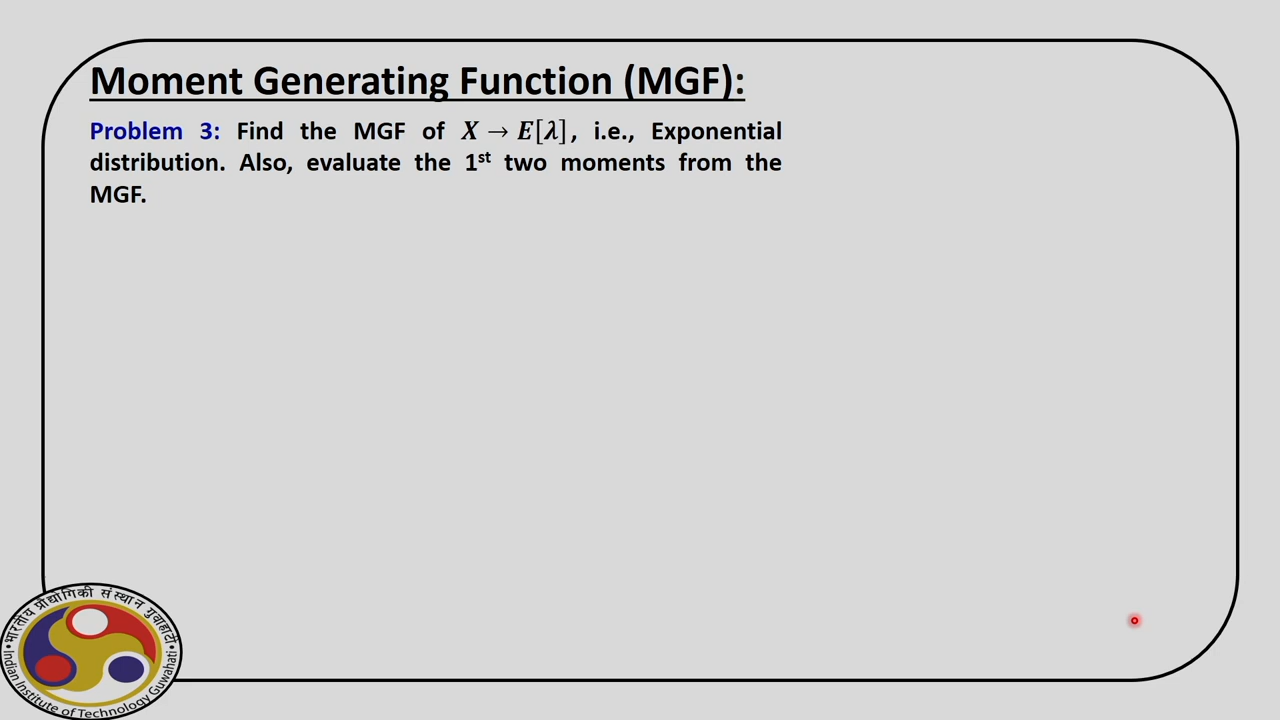 Moment Generating Function (MGF):
Problem 3: Find the MGF of X → E[λ], i.e., Exponential
distribution. Also, evaluate the 1st two moments from the
MGF.
भारतीय प्रौद्योगिकी संस्थान गुवाहाटी
Indian Institute of Technology Guwahati